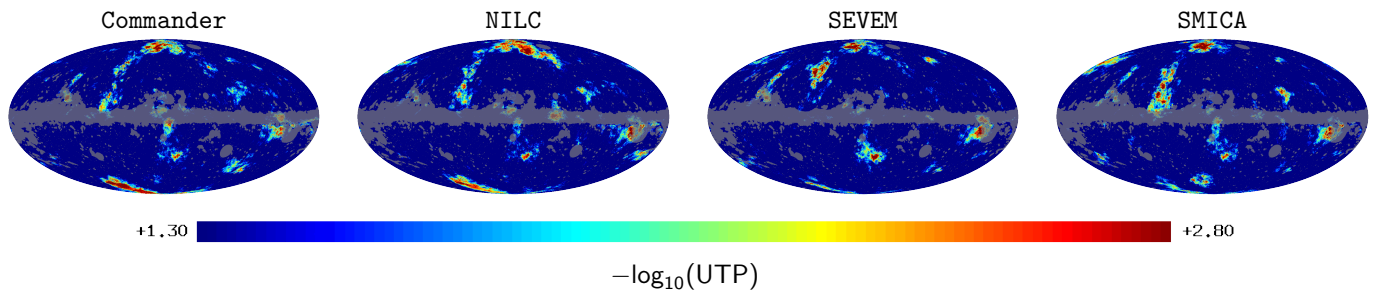 Commander NILC SEVEM SMICA
+1.30 +2.80
−log₁₀(UTP)